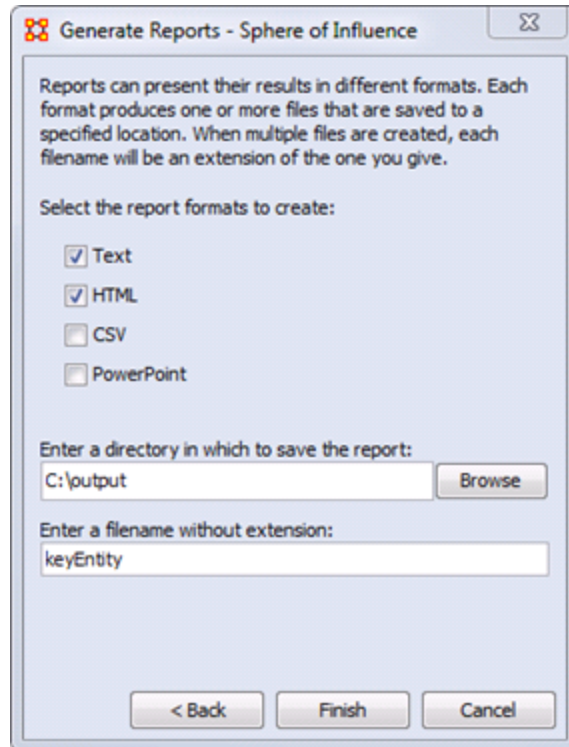 Generate Reports - Sphere of Influence
Reports can present their results in different formats. Each
format produces one or more files that are saved to a
specified location. When multiple files are created, each
filename will be an extension of the one you give.
Select the report formats to create:
Text
HTML
CSV
PowerPoint
Enter a directory in which to save the report:
C:\output
Browse
Enter a filename without extension:
keyEntity
< Back
Finish
Cancel